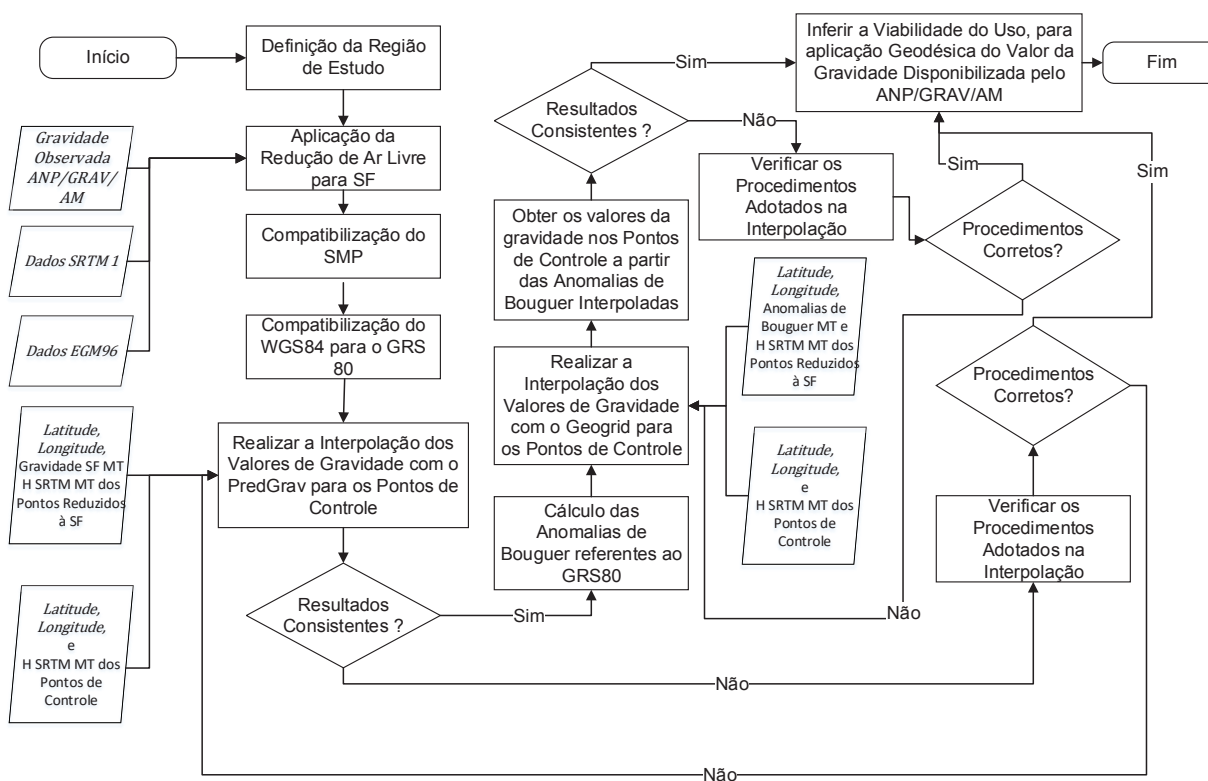 Início
Definição da Região
de Estudo
Gravidade
Observada
ANP/GRAV/
AM
Dados SRTM 1
Dados EGM96
Aplicação da
Redução de Ar Livre
para SF
Compatibilização do
SMP
Compatibilização do
WGS84 para o GRS
80
Latitude,
Longitude,
Gravidade SF MT
H SRTM MT dos
Pontos Reduzidos
à SF
Latitude,
Longitude,
e
H SRTM MT dos
Pontos de
Controle
Realizar a Interpolação dos
Valores de Gravidade com o
PredGrav para os Pontos de
Controle
Resultados
Consistentes ?
Sim
Não
Cálculo das
Anomalias de
Bouguer referentes ao
GRS80
Realizar a
Interpolação dos
Valores de Gravidade
com o Geogrid para
os Pontos de Controle
Latitude,
Longitude,
Anomalias de
Bouguer MT e
H SRTM MT dos
Pontos Reduzidos
à SF
Latitude,
Longitude,
e
H SRTM MT dos
Pontos de
Controle
Obter os valores da
gravidade nos Pontos
de Controle a partir
das Anomalias de
Bouguer Interpoladas
Resultados
Consistentes ?
Sim
Não
Verificar os
Procedimentos
Adotados na
Interpolação
Procedimentos
Corretos?
Sim
Não
Verificar os
Procedimentos
Adotados na
Interpolação
Procedimentos
Corretos?
Sim
Não
Inferir a Viabilidade do Uso, para
aplicação Geodésica do Valor da
Gravidade Disponibilizada pelo
ANP/GRAV/AM
Fim